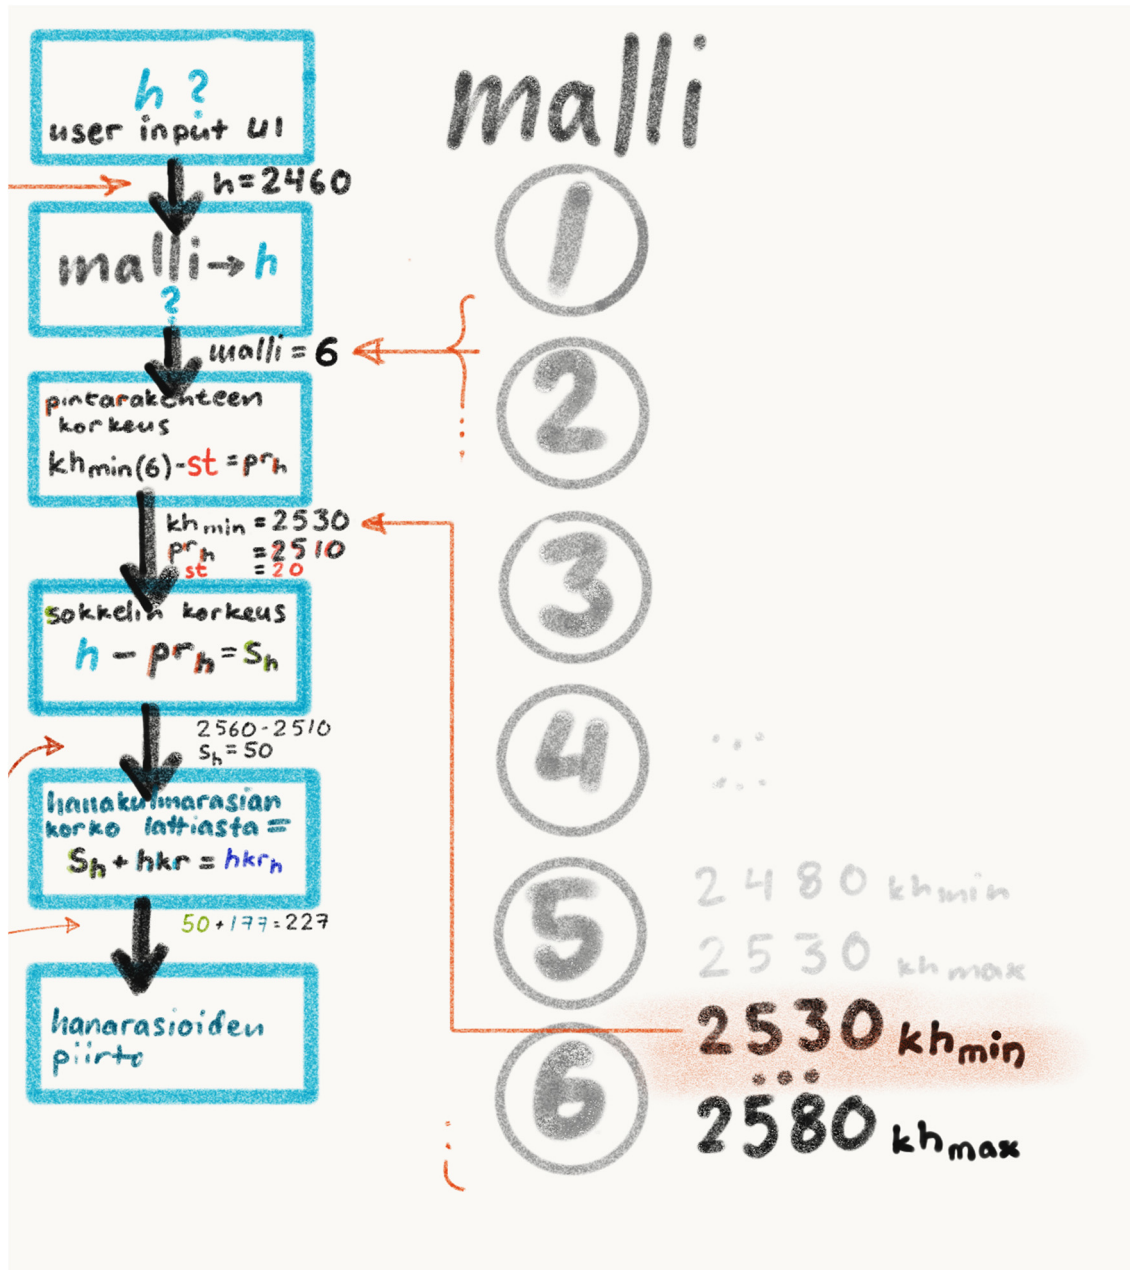 h ?
user input UI
h=2460
malli→h
?
malli = 6
pintarakenteen
korkeus
khmin(6)-st=prh
khmin = 2530
prh = 2510
st = 20
sokkelin korkeus
h - prh = Sh
2560-2510
Sh = 50
hanakulmarasian
korko lattiasta =
Sh + hkr = hkrh
50+177=227
hanarasioiden
piirto
malli
1
2
3
4
5
2480 khmin
2530 khmax
6
2530 khmin
...
2580 khmax